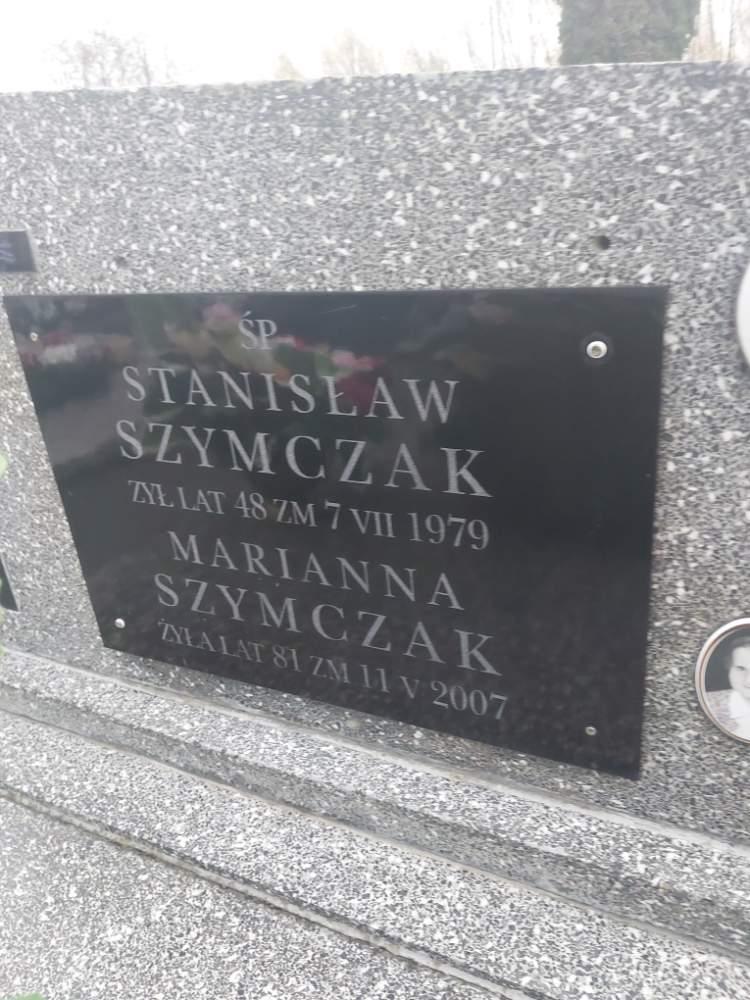 ŚP
STANISŁAW
SZYMCZAK
ŻYŁ LAT 48 ZM 7 VII 1979
MARIANNA
SZYMCZAK
ŻYŁA LAT 81 ZM 11 V 2007